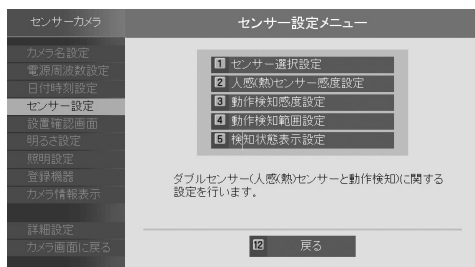 センサーカメラ
センサー設定メニュー
カメラ名設定
電源周波数設定
日付時刻設定
センサー設定
設置確認画面
明るさ設定
照明設定
登録機器
カメラ情報表示
詳細設定
カメラ画面に戻る
1 センサー選択設定
2 人感(熱)センサー感度設定
3 動作検知感度設定
4 動作検知範囲設定
5 検知状態表示設定
ダブルセンサー(人感(熱)センサーと動作検知)に関する
設定を行います。
12 戻る